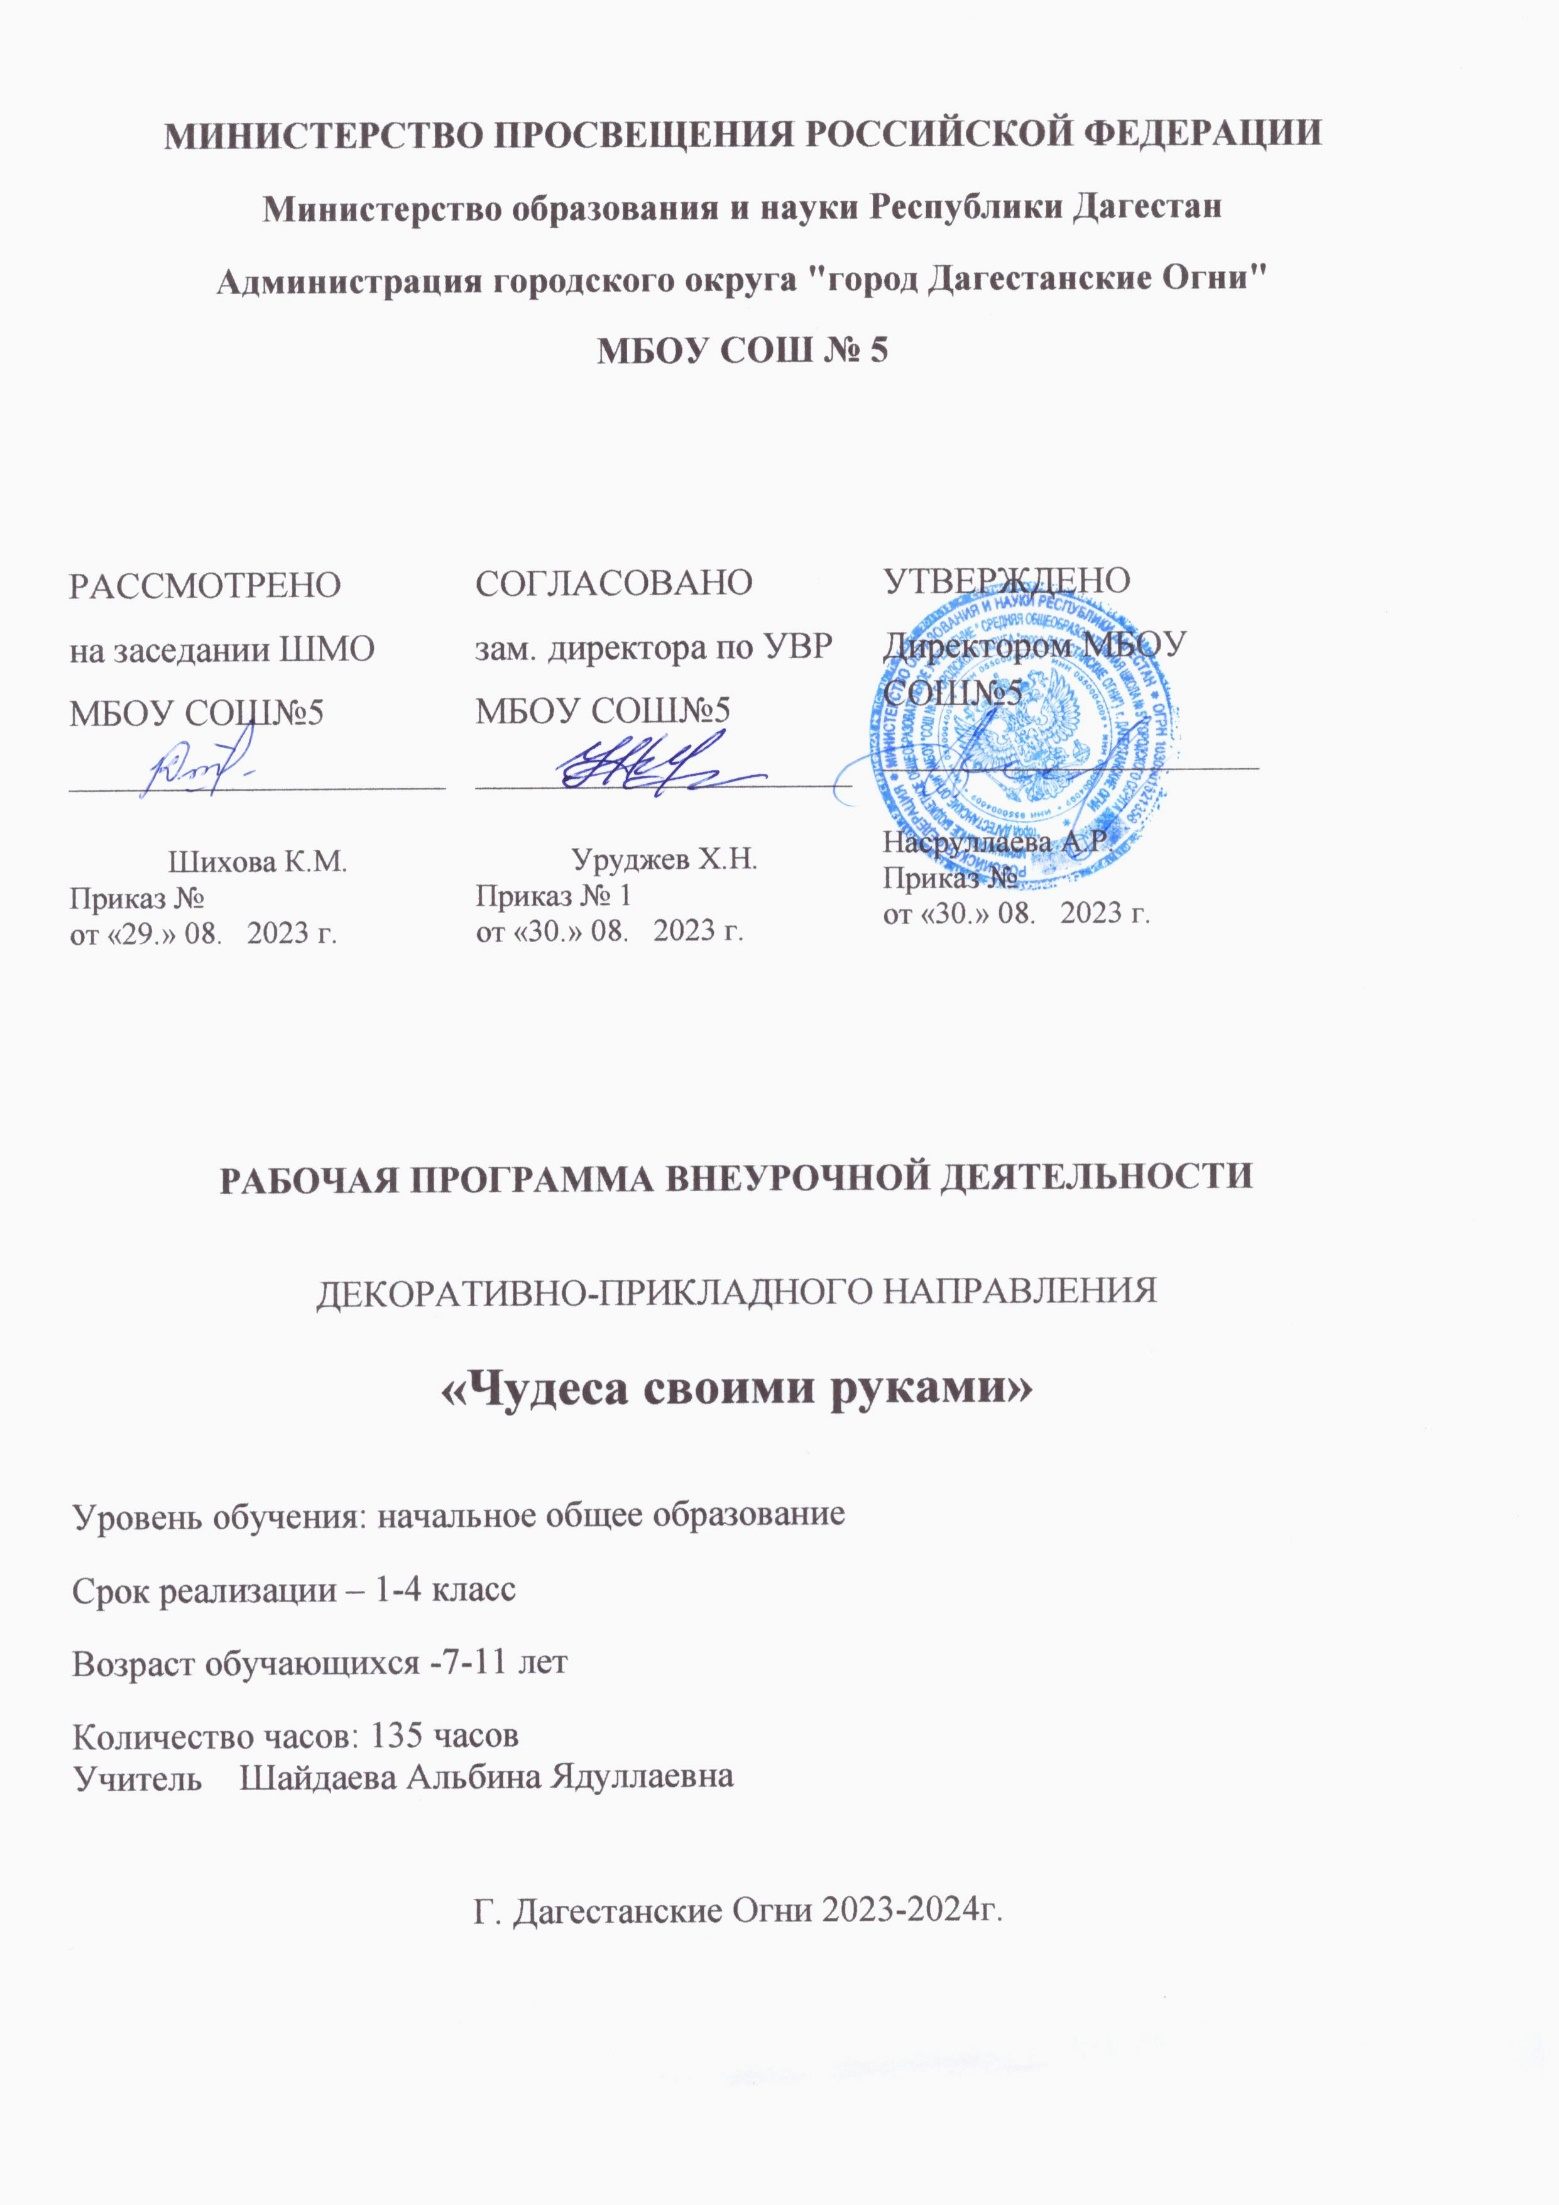 МИНИСТЕРСТВО ПРОСВЕЩЕНИЯ РОССИЙСКОЙ ФЕДЕРАЦИИ
Министерство образования и науки Республики Дагестан
Администрация городского округа "город Дагестанские Огни"
МБОУ СОШ № 5
РАССМОТРЕНО
на заседании ШМО
МБОУ СОШ№5
Шихова К.М.
Приказ №
от «29.» 08. 2023 г.
СОГЛАСОВАНО
зам. директора по УВР
МБОУ СОШ№5
Уруджев Х.Н.
Приказ № 1
от «30.» 08. 2023 г.
УТВЕРЖДЕНО
Директором МБОУ
СОШ№5
Насруллаева А.Р.
Приказ №
от «30.» 08. 2023 г.
РАБОЧАЯ ПРОГРАММА ВНЕУРОЧНОЙ ДЕЯТЕЛЬНОСТИ
ДЕКОРАТИВНО-ПРИКЛАДНОГО НАПРАВЛЕНИЯ
«Чудеса своими руками»
Уровень обучения: начальное общее образование
Срок реализации – 1-4 класс
Возраст обучающихся -7-11 лет
Количество часов: 135 часов
Учитель Шайдаева Альбина Ядуллаевна
Г. Дагестанские Огни 2023-2024г.